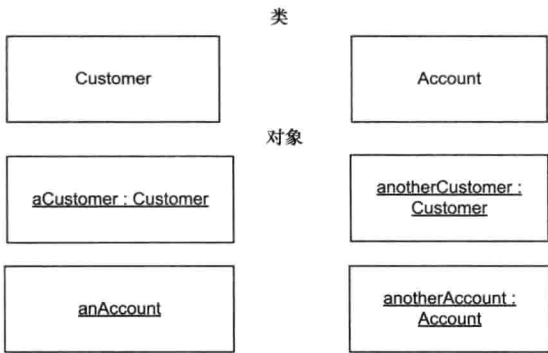 类
Customer
Account
对象
aCustomer : Customer
anotherCustomer :
Customer
anAccount
anotherAccount :
Account